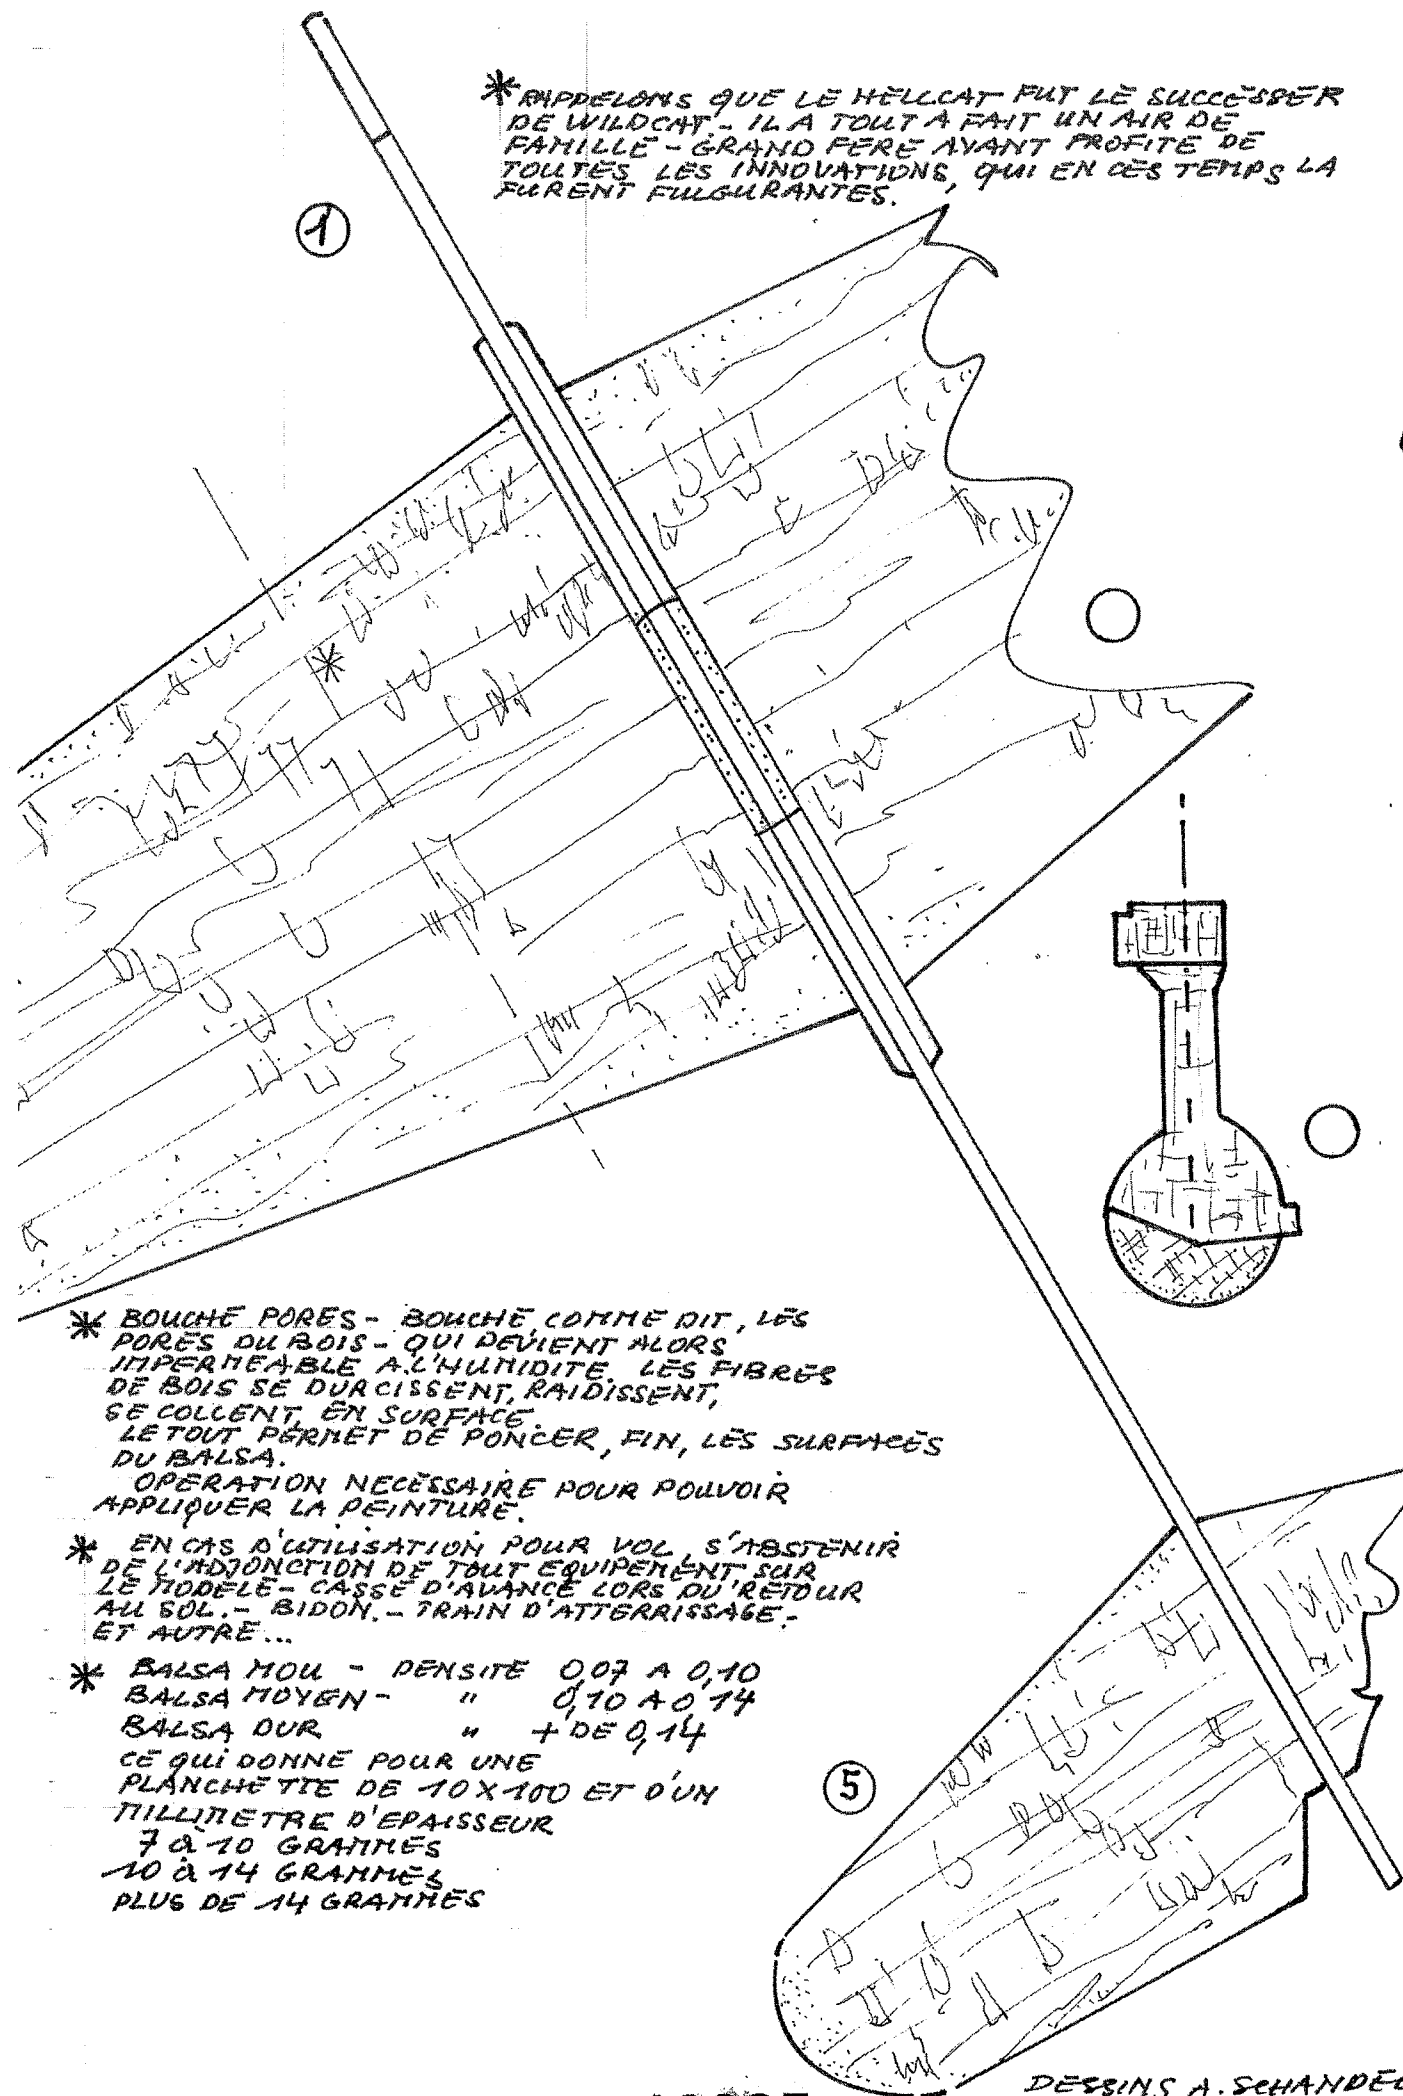 * RAPPELONS QUE LE HELLCAT FUT LE SUCCESSER
DE WILDCAT.- IL A TOUT A FAIT UN AIR DE
FAMILLE - GRAND FERE AYANT PROFITE DE
TOUTES LES INNOVATIONS, QUI EN CES TEMPS LA
FURENT FULGURANTES.
1
*
* BOUCHE PORES - BOUCHE, COMME DIT, LES
PORES DU BOIS - QUI DEVIENT ALORS
IMPERMEABLE A L'HUMIDITE. LES FIBRES
DE BOIS SE DURCISSENT, RAIDISSENT,
SE COLLENT, EN SURFACE.
LE TOUT PERMET DE PONCER, FIN, LES SURFACES
DU BALSA.
OPERATION NECESSAIRE POUR POUVOIR
APPLIQUER LA PEINTURE.
* EN CAS D'UTILISATION POUR VOL, S'ABSTENIR
DE L'ADJONCTION DE TOUT EQUIPEMENT SUR
LE MODELE - CASSE D'AVANCE LORS DU RETOUR
AU SOL.- BIDON.- TRAIN D'ATTERRISSAGE.-
ET AUTRE...
* BALSA MOU - DENSITE 0,07 A 0,10
BALSA MOYEN - " 0,10 A 0,14
BALSA DUR " + DE 0,14
CE QUI DONNE POUR UNE
PLANCHETTE DE 10 X 100 ET D'UN
MILLIMETRE D'EPAISSEUR
7 à 10 GRAMMES
10 à 14 GRAMMES
PLUS DE 14 GRAMMES
5
DESSINS A. SCHANDEL